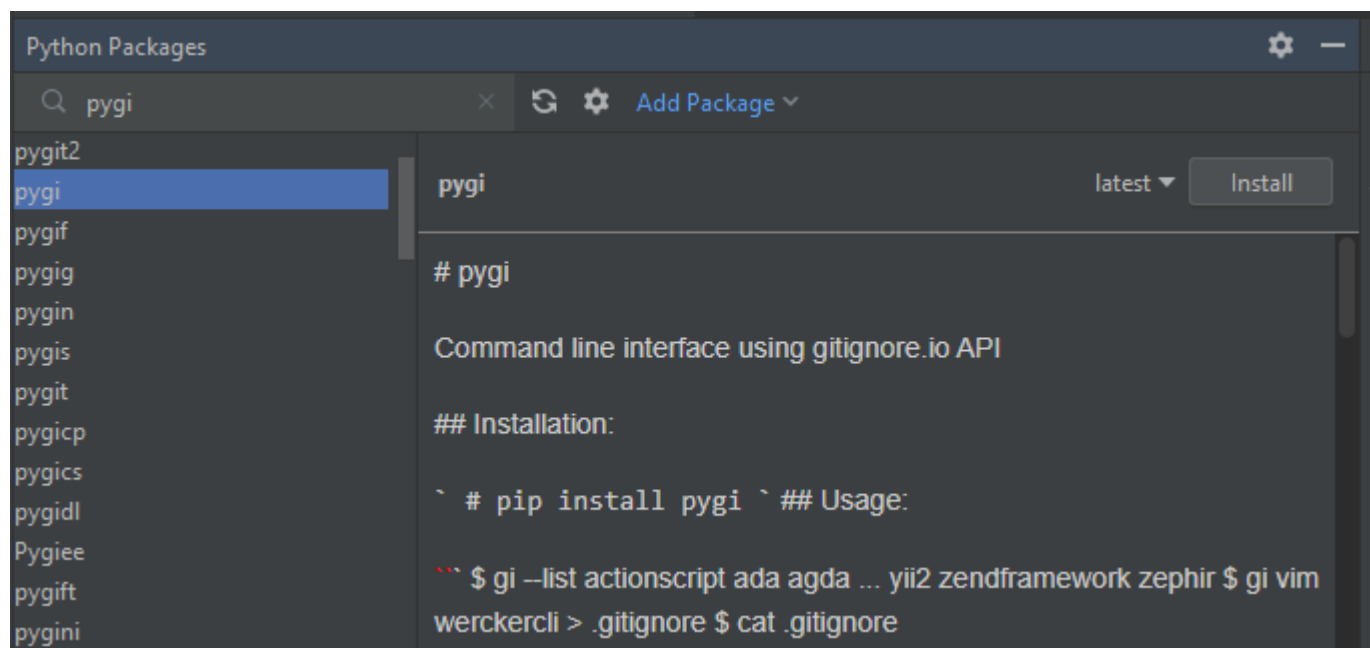 Python Packages
pygi
Add Package
pygit2
pygi
pygif
pygig
pygin
pygis
pygit
pygicp
pygics
pygidl
Pygiee
pygift
pygini
pygi
latest
Install
# pygi
Command line interface using gitignore.io API
## Installation:
` # pip install pygi ` ## Usage:
``` $ gi --list actionscript ada agda ... yii2 zendframework zephir $ gi vim
werckercli > .gitignore $ cat .gitignore